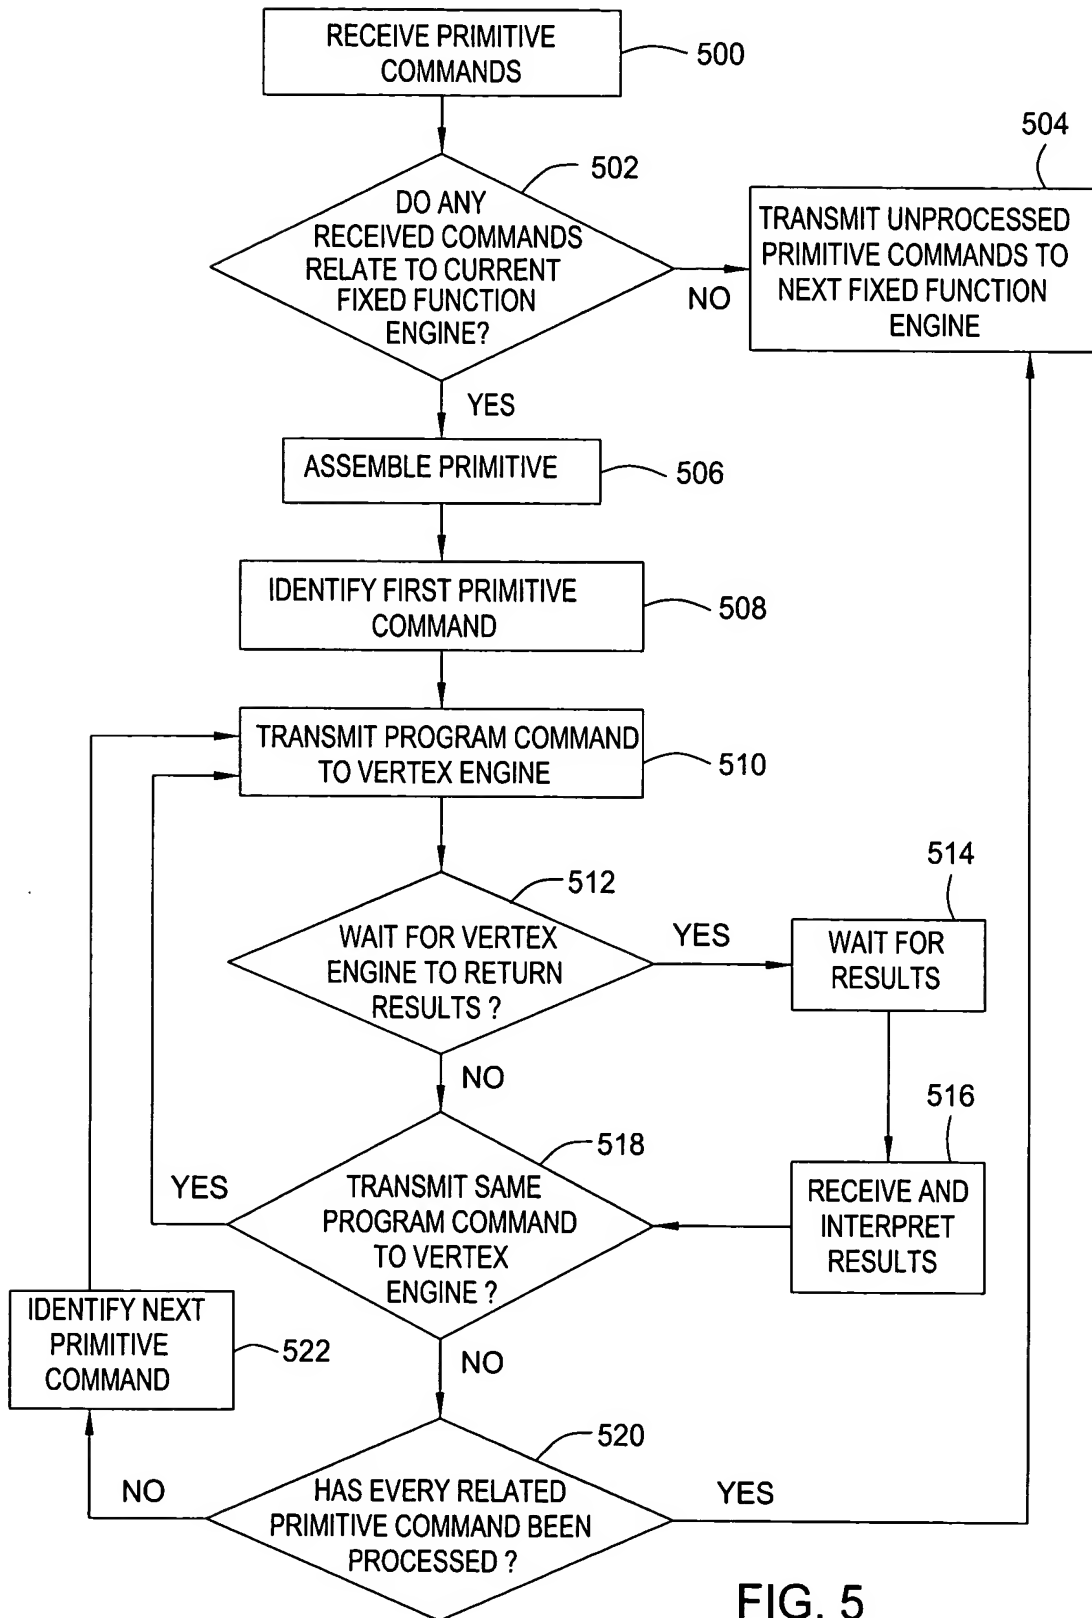 RECEIVE PRIMITIVE
COMMANDS
500
504
502
DO ANY
RECEIVED COMMANDS
RELATE TO CURRENT
FIXED FUNCTION
ENGINE?
NO
TRANSMIT UNPROCESSED
PRIMITIVE COMMANDS TO
NEXT FIXED FUNCTION
ENGINE
YES
ASSEMBLE PRIMITIVE
506
IDENTIFY FIRST PRIMITIVE
COMMAND
508
TRANSMIT PROGRAM COMMAND
TO VERTEX ENGINE
510
512
WAIT FOR VERTEX
ENGINE TO RETURN
RESULTS ?
YES
514
WAIT FOR
RESULTS
NO
516
RECEIVE AND
INTERPRET
RESULTS
518
YES
TRANSMIT SAME
PROGRAM COMMAND
TO VERTEX
ENGINE ?
IDENTIFY NEXT
PRIMITIVE
COMMAND
522
NO
520
NO
HAS EVERY RELATED
PRIMITIVE COMMAND BEEN
PROCESSED ?
YES
FIG. 5